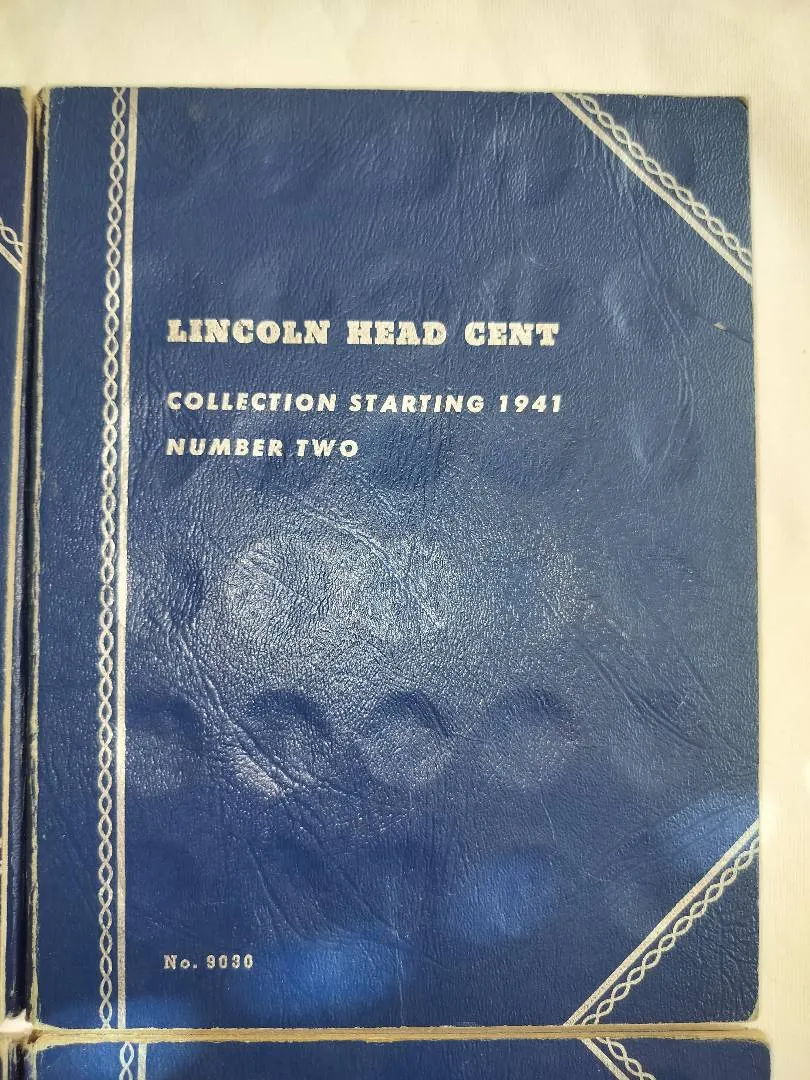 LINCOLN HEAD CENT
COLLECTION STARTING 1941
NUMBER TWO
No. 9030